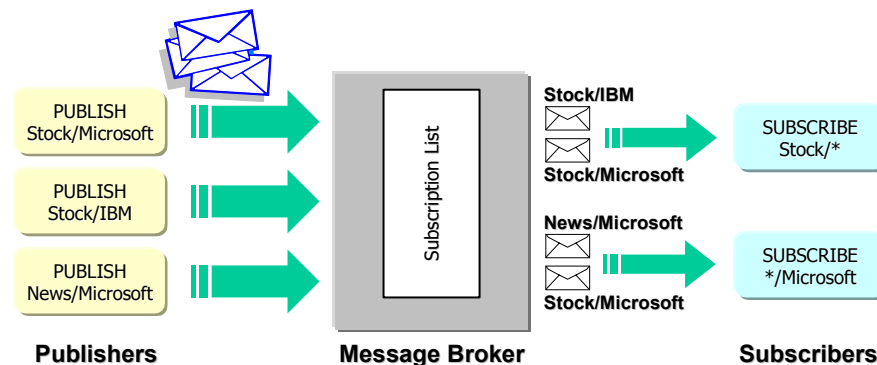 PUBLISH
Stock/Microsoft
PUBLISH
Stock/IBM
PUBLISH
News/Microsoft
Publishers
Subscription List
Message Broker
Stock/IBM
Stock/Microsoft
News/Microsoft
Stock/Microsoft
SUBSCRIBE
Stock/*
SUBSCRIBE
*/Microsoft
Subscribers